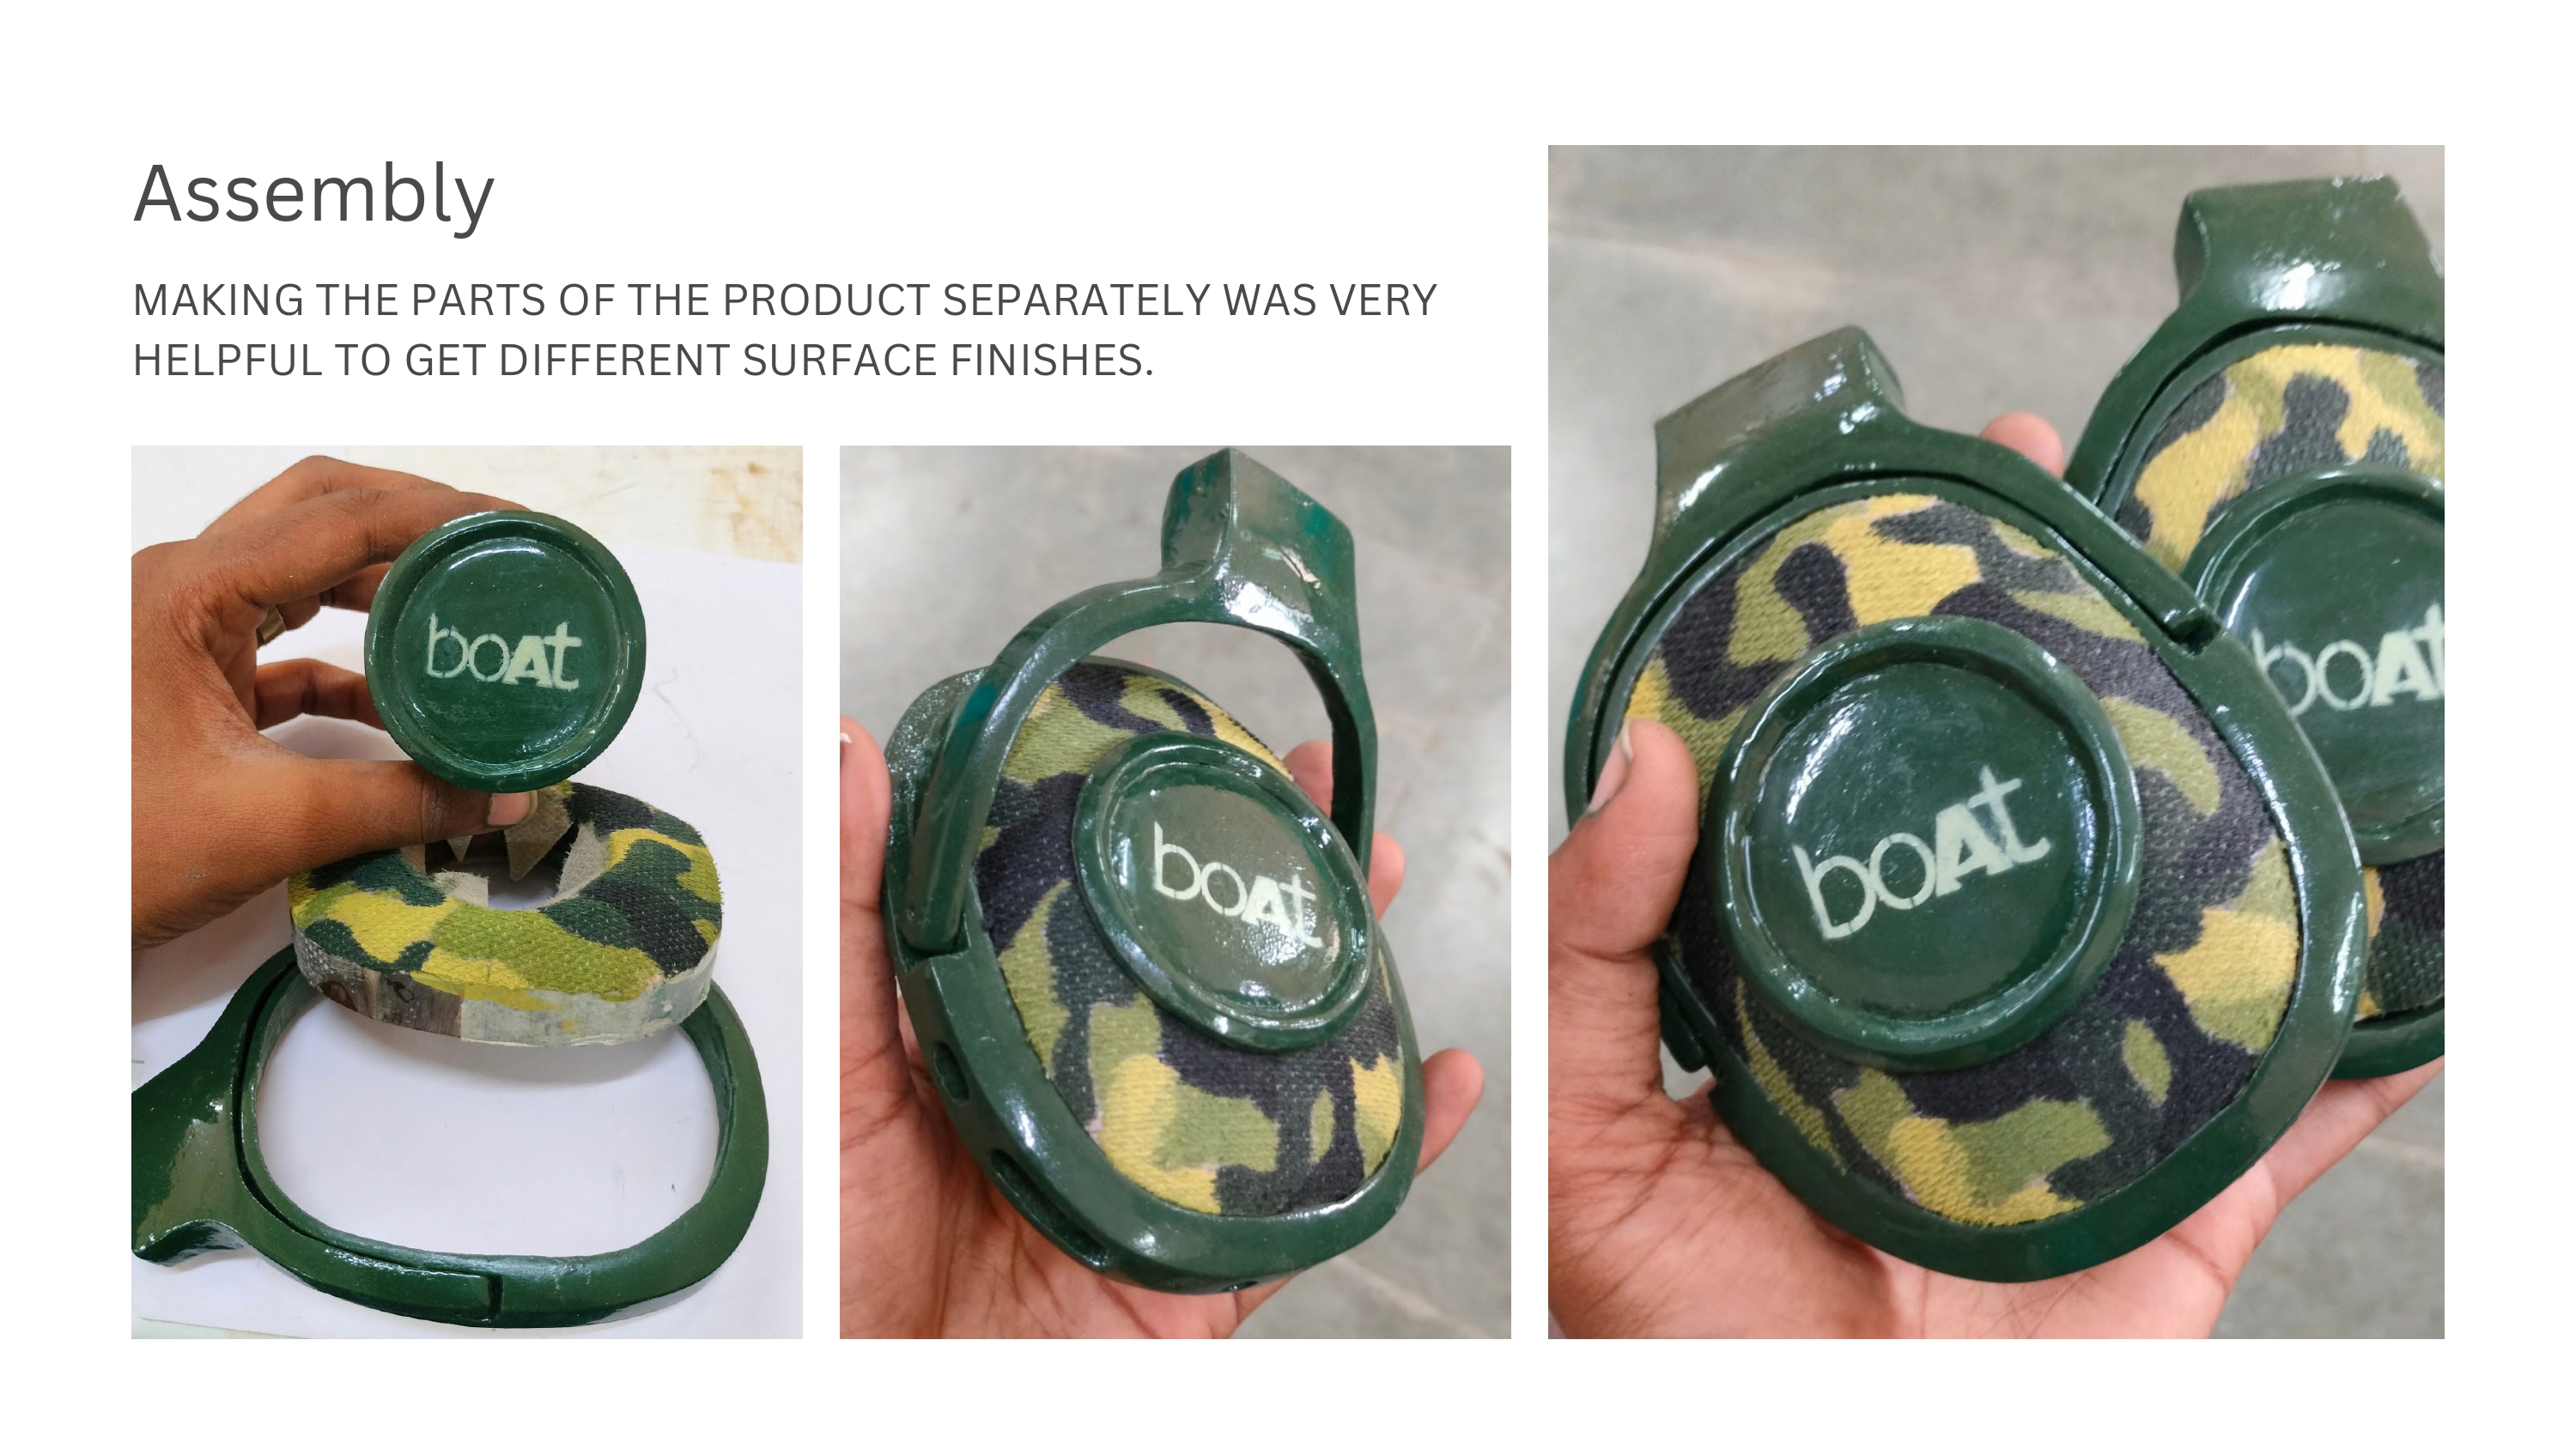 Assembly
MAKING THE PARTS OF THE PRODUCT SEPARATELY WAS VERY
HELPFUL TO GET DIFFERENT SURFACE FINISHES.
boAt
boAt
boAt
boAt